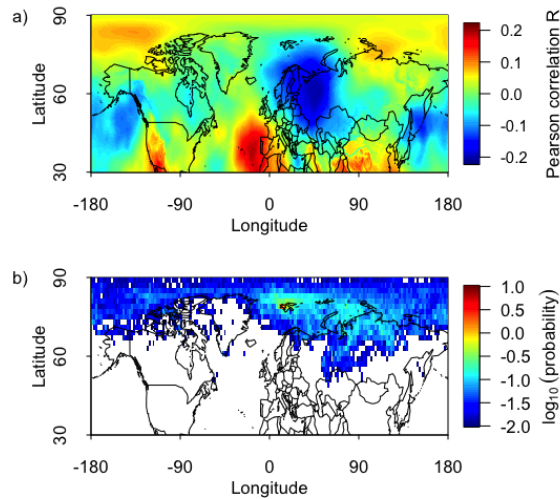 a)
90
60
30
Latitude
-180 -90 0 90 180
Longitude
0.2
0.1
0.0
-0.1
-0.2
Pearson correlation R
b)
90
60
30
Latitude
-180 -90 0 90 180
Longitude
1.0
0.5
0.0
-0.5
-1.0
-1.5
-2.0
log₁₀ (probability)